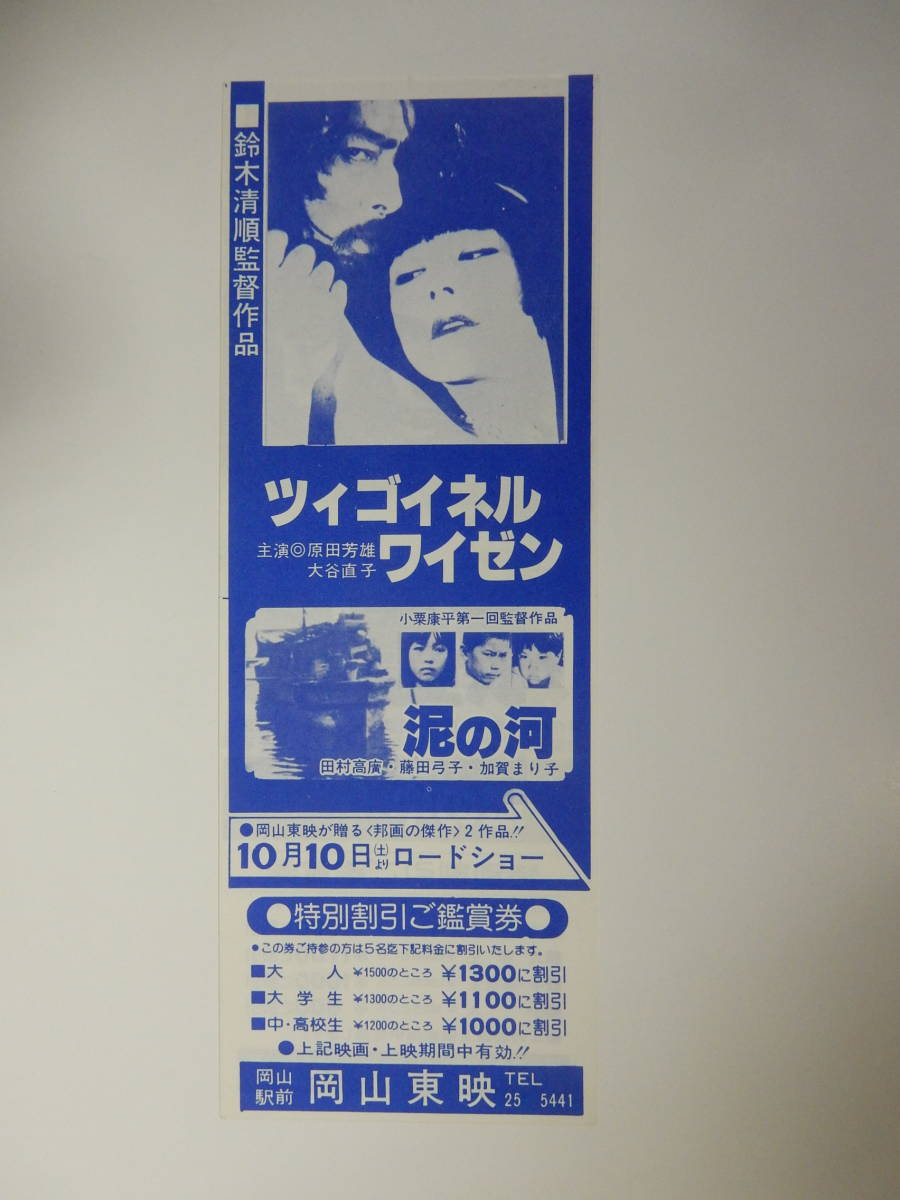 ■鈴木清順監督作品
ツィゴイネル
ワイゼン
主演◎原田芳雄
大谷直子
小栗康平第一回監督作品
泥の河
田村高廣・藤田弓子・加賀まり子
●岡山東映が贈る〈邦画の傑作〉2作品!!
10月10日(土)よりロードショー
●特別割引ご鑑賞券●
●この券ご持参の方は5名迄下記料金に割引いたします。
■大人 ¥1500のところ ¥1300に割引
■大学生 ¥1300のところ ¥1100に割引
■中・高校生 ¥1200のところ ¥1000に割引
●上記映画・上映期間中有効!!
岡山駅前 岡山東映 TEL 25 5441